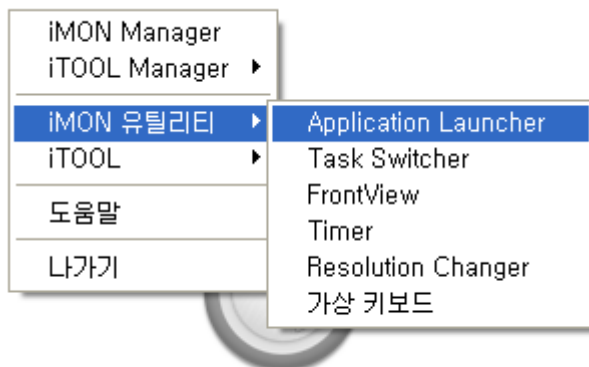 iMON Manager
iTOOL Manager
iMON 유틸리티
iTOOL
도움말
나가기
Application Launcher
Task Switcher
FrontView
Timer
Resolution Changer
가상 키보드